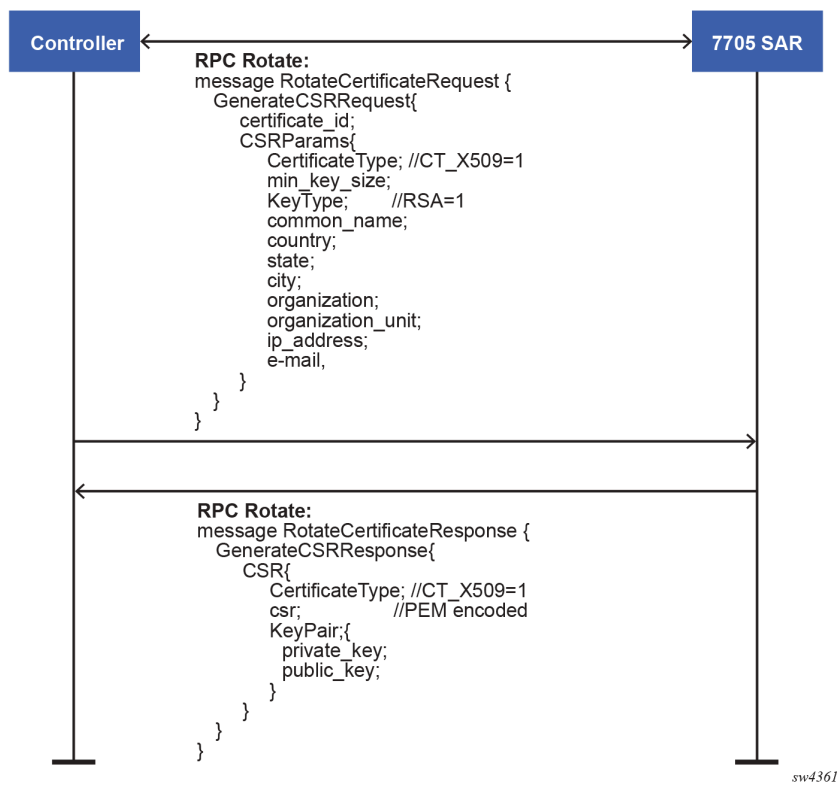 Controller
7705 SAR
RPC Rotate:
message RotateCertificateRequest {
GenerateCSRRequest{
certificate_id;
CSRParams{
CertificateType; //CT_X509=1
min_key_size;
KeyType; //RSA=1
common_name;
country;
state;
city;
organization;
organization_unit;
ip_address;
e-mail,
}
}
}
RPC Rotate:
message RotateCertificateResponse {
GenerateCSRResponse{
CSR{
CertificateType; //CT_X509=1
csr; //PEM encoded
KeyPair;{
private_key;
public_key;
}
}
}
}
sw4361